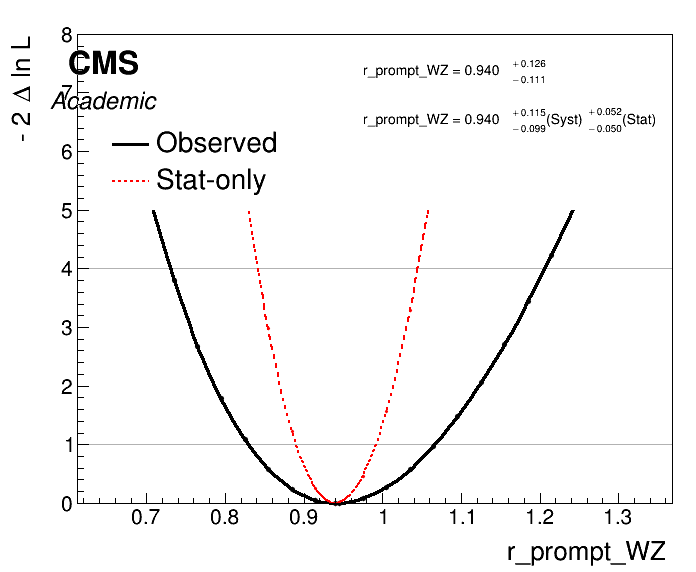 CMS
Academic
- 2 Δ ln L
r_prompt_WZ = 0.940 +0.126 −0.111
r_prompt_WZ = 0.940 +0.115 −0.099 (Syst) +0.052 −0.050 (Stat)
Observed
Stat-only
8
7
6
5
4
3
2
1
0
0.7 0.8 0.9 1 1.1 1.2 1.3
r_prompt_WZ